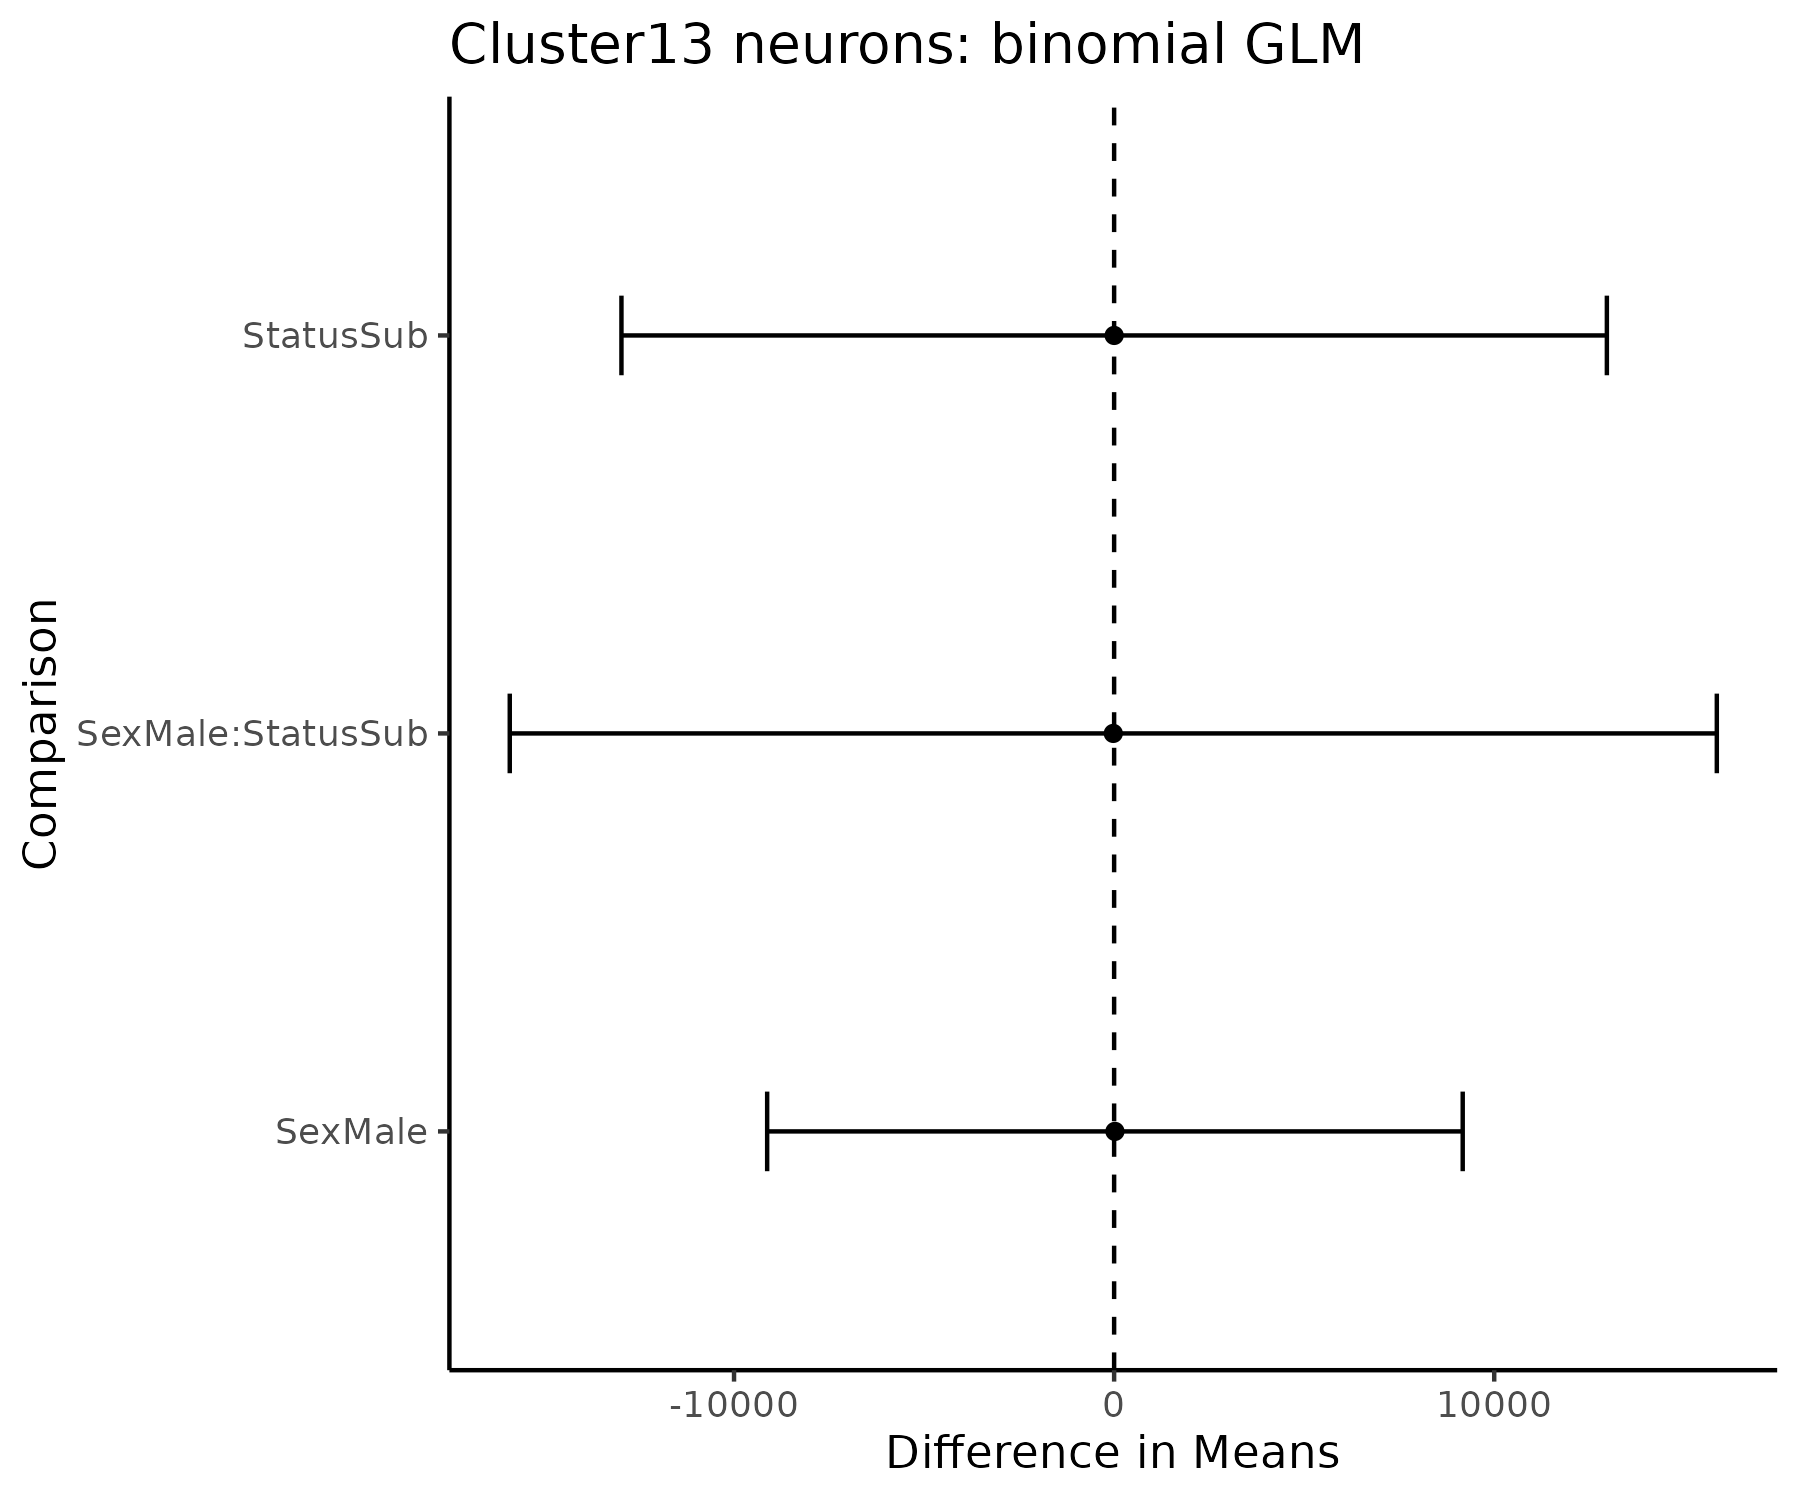 Cluster13 neurons: binomial GLM
StatusSub
SexMale:StatusSub
SexMale
Comparison
-10000 0 10000
Difference in Means